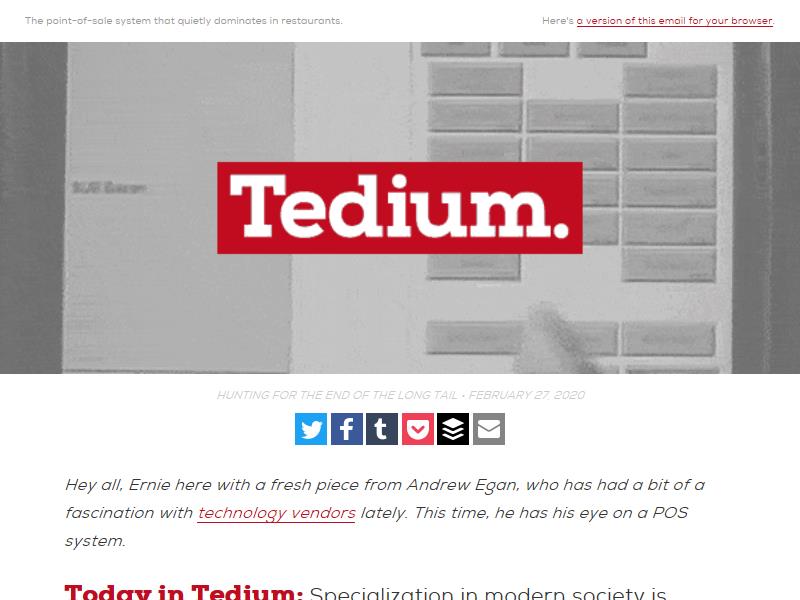 The point-of-sale system that quietly dominates in restaurants.
Here's a version of this email for your browser.
Tedium.
HUNTING FOR THE END OF THE LONG TAIL • FEBRUARY 27, 2020
Hey all, Ernie here with a fresh piece from Andrew Egan, who has had a bit of a
fascination with technology vendors lately. This time, he has his eye on a POS
system.
Today in Tedium: Specialization in modern society is